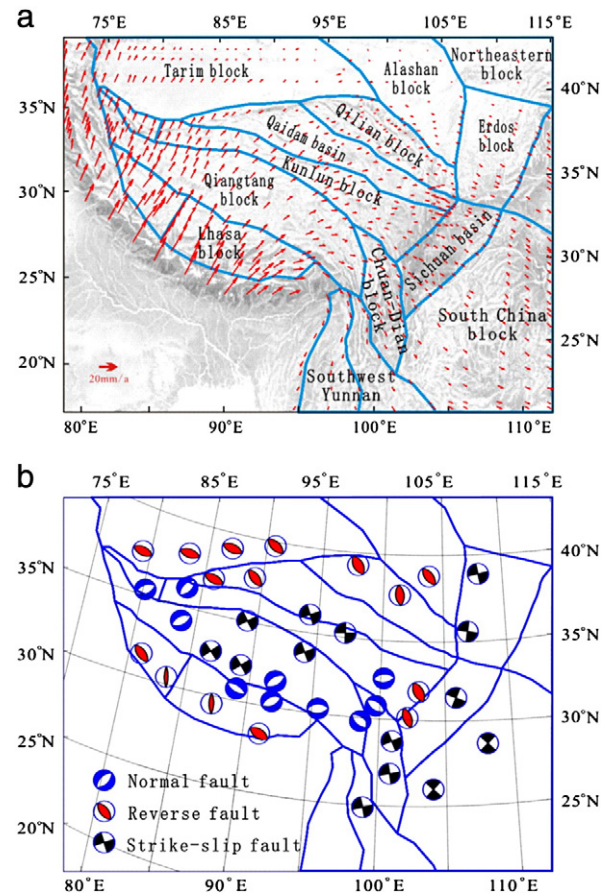 a
75°E 85°E 90°E 95°E 105°E 115°E
Tarim block
Alashan
block
Northeastern
block
40°N
35°N
Qilian block
Erdos
block
Qaidam basin
Kunlun block
35°N
30°N
Qiangtang
block
Lhasa
block
Sichuan basin
30°N
25°N
Chuan-Dian
block
South China
block
25°N
20°N
20mm/a
Southwest
Yunnan
80°E 90°E 100°E 110°E
b
75°E 85°E 90°E 95°E 105°E 115°E
40°N
35°N
35°N
30°N
30°N
25°N
Normal fault
Reverse fault
25°N
20°N
Strike-slip fault
80°E 90°E 100°E 110°E